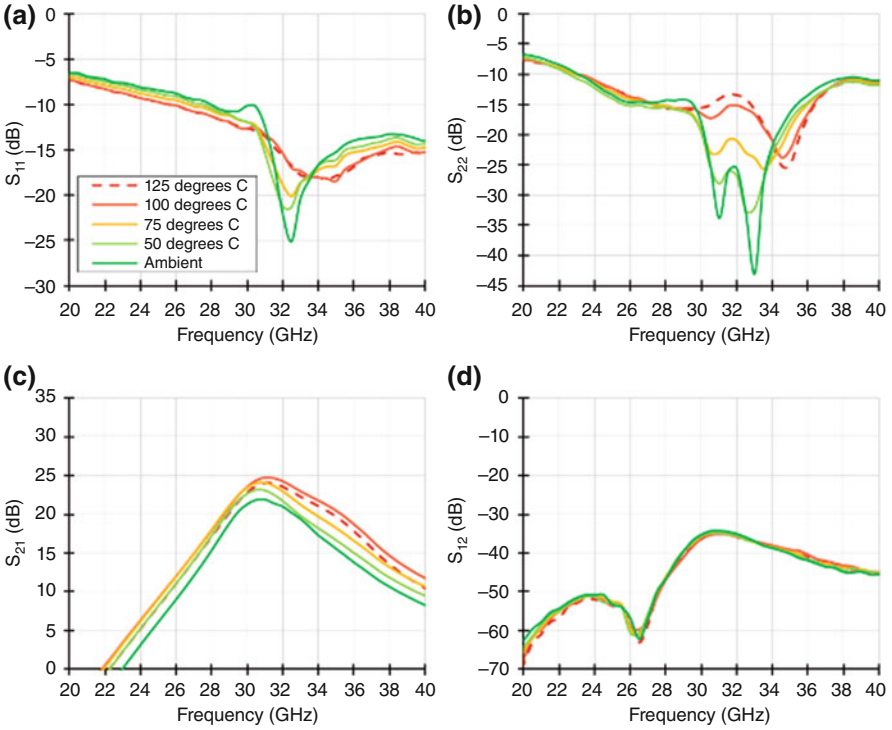 (a)
0
−5
−10
−15
−20
−25
−30
S11 (dB)
125 degrees C
100 degrees C
75 degrees C
50 degrees C
Ambient
20 22 24 26 28 30 32 34 36 38 40
Frequency (GHz)
(b)
0
−5
−10
−15
−20
−25
−30
−35
−40
−45
S22 (dB)
20 22 24 26 28 30 32 34 36 38 40
Frequency (GHz)
(c)
35
30
25
20
15
10
5
0
S21 (dB)
20 22 24 26 28 30 32 34 36 38 40
Frequency (GHz)
(d)
0
−10
−20
−30
−40
−50
−60
−70
S12 (dB)
20 22 24 26 28 30 32 34 36 38 40
Frequency (GHz)